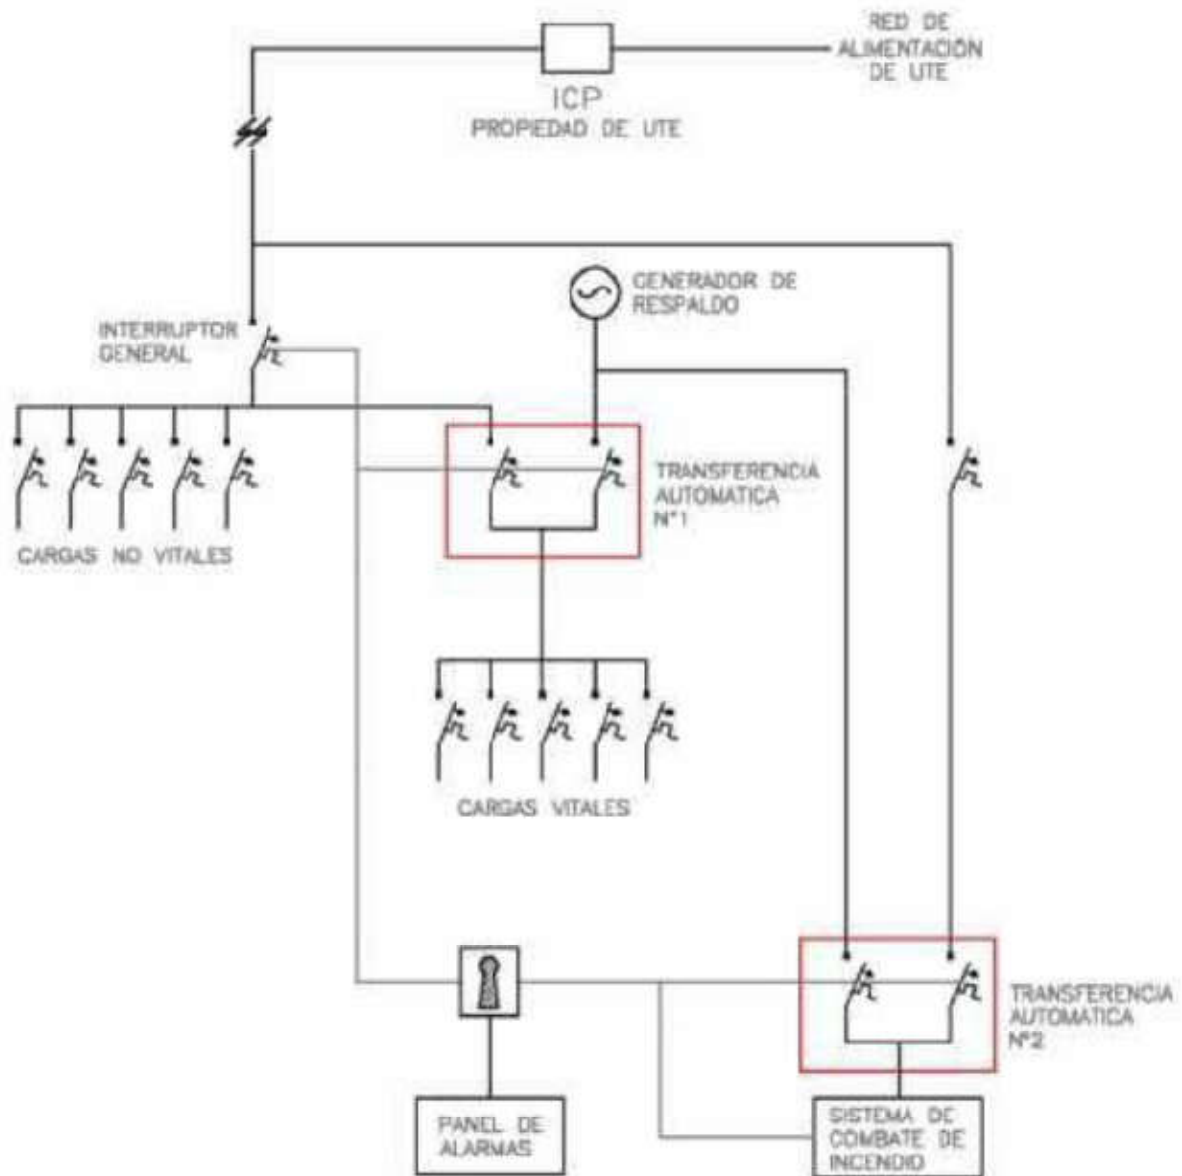 RED DE
ALIMENTACIÓN
DE UTE
ICP
PROPIEDAD DE UTE
GENERADOR DE
RESPALDO
INTERRUPTOR
GENERAL
TRANSFERENCIA
AUTOMATICA
N°1
CARGAS NO VITALES
CARGAS VITALES
TRANSFERENCIA
AUTOMATICA
N°2
PANEL DE
ALARMAS
SISTEMA DE
COMBATE DE
INCENDIO